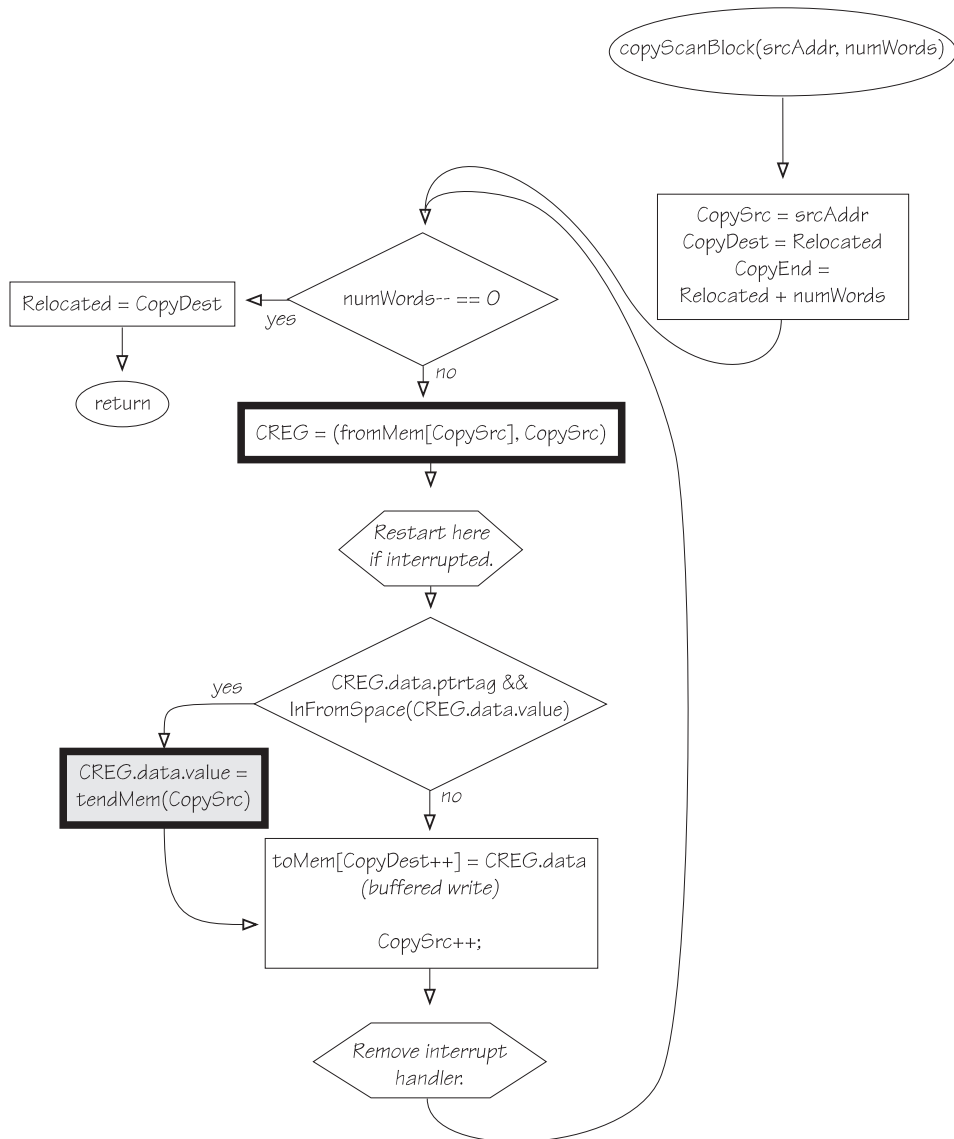 copyScanBlock(srcAddr, numWords)
CopySrc = srcAddr
CopyDest = Relocated
CopyEnd =
Relocated + numWords
numWords-- == 0
yes
Relocated = CopyDest
return
no
CREG = (fromMem[CopySrc], CopySrc)
Restart here
if interrupted.
CREG.data.ptrtag &&
InFromSpace(CREG.data.value)
yes
CREG.data.value =
tendMem(CopySrc)
no
toMem[CopyDest++] = CREG.data
(buffered write)
CopySrc++;
Remove interrupt
handler.